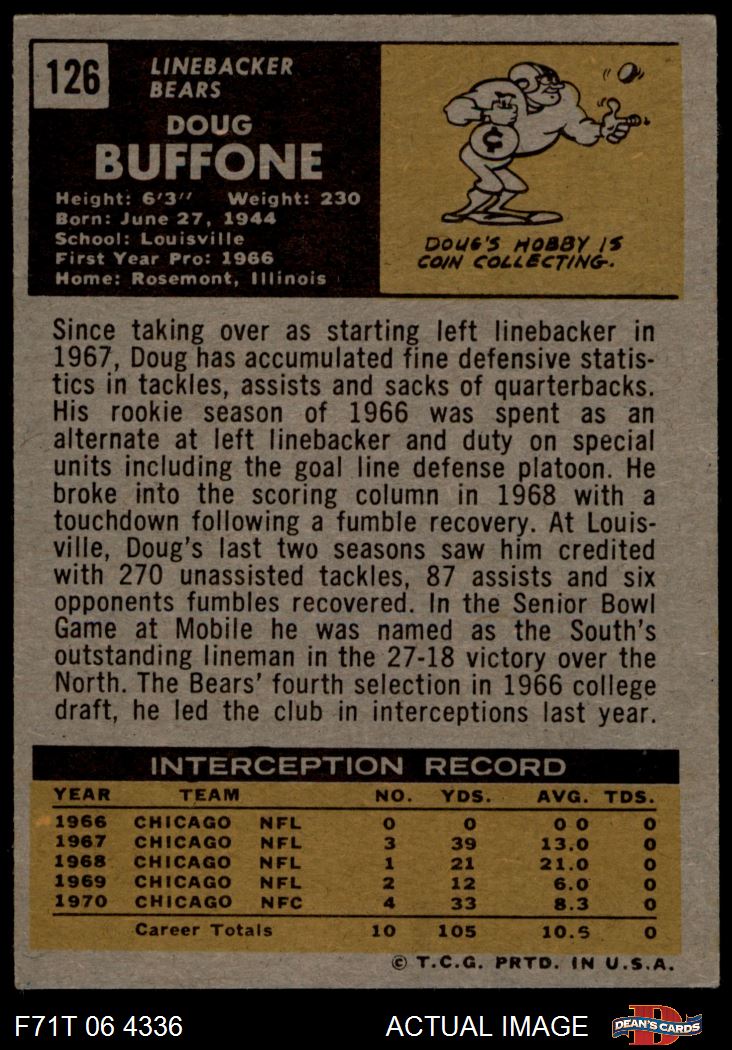 126
LINEBACKER
BEARS
DOUG
BUFFONE
Height: 6'3" Weight: 230
Born: June 27, 1944
School: Louisville
First Year Pro: 1966
Home: Rosemont, Illinois
¢
DOUG'S HOBBY IS
COIN COLLECTING.
Since taking over as starting left linebacker in
1967, Doug has accumulated fine defensive statis-
tics in tackles, assists and sacks of quarterbacks.
His rookie season of 1966 was spent as an
alternate at left linebacker and duty on special
units including the goal line defense platoon. He
broke into the scoring column in 1968 with a
touchdown following a fumble recovery. At Louis-
ville, Doug's last two seasons saw him credited
with 270 unassisted tackles, 87 assists and six
opponents fumbles recovered. In the Senior Bowl
Game at Mobile he was named as the South's
outstanding lineman in the 27-18 victory over the
North. The Bears' fourth selection in 1966 college
draft, he led the club in interceptions last year.
INTERCEPTION RECORD
YEAR TEAM NO. YDS. AVG. TDS.
1966 CHICAGO NFL 0 0 0 0 0
1967 CHICAGO NFL 3 39 13.0 0
1968 CHICAGO NFL 1 21 21.0 0
1969 CHICAGO NFL 2 12 6.0 0
1970 CHICAGO NFC 4 33 8.3 0
Career Totals 10 105 10.5 0
© T.C.G. PRTD. IN U.S.A.
F71T 06 4336 ACTUAL IMAGE D DEAN'S CARDS